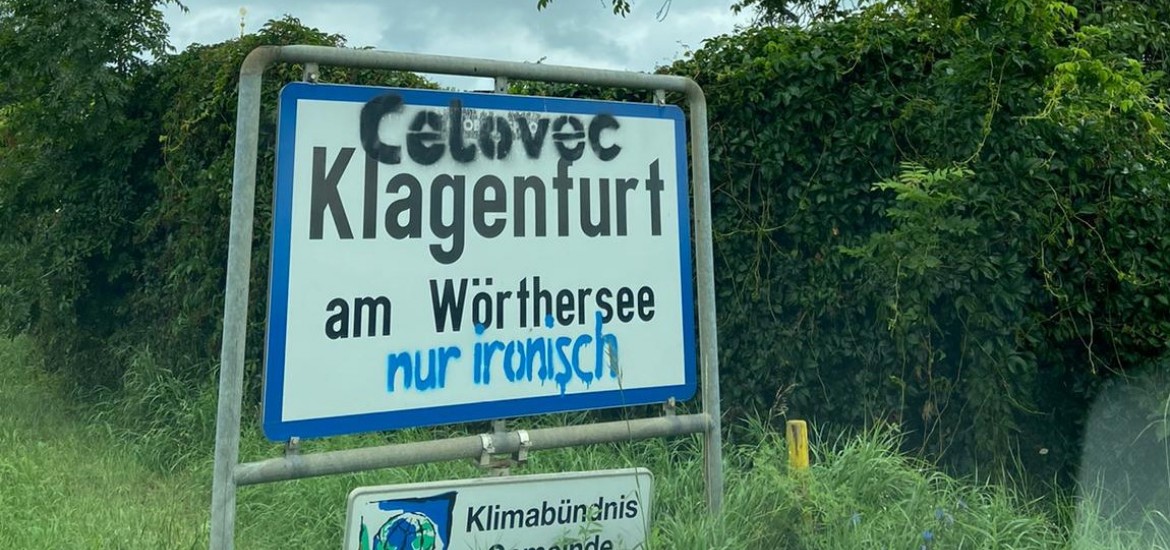 Celovec
Klagenfurt
am Wörthersee
nur ironisch
Klimabündnis
Gemeinde